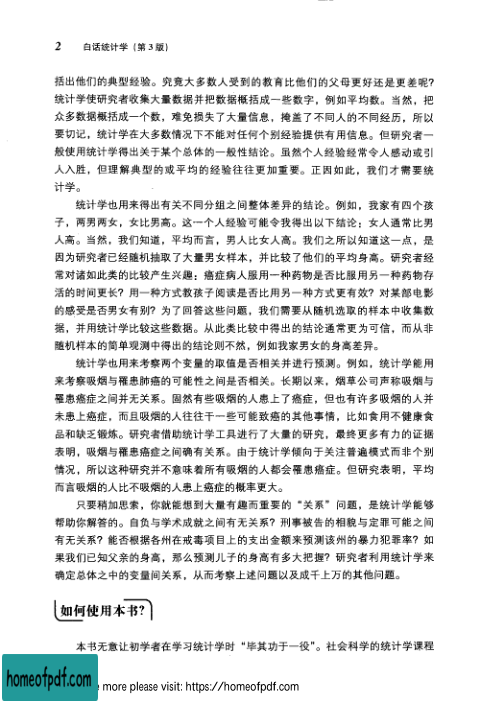 2 白话统计学（第3版）
括出他们的典型经验。究竟大多数人受到的教育比他们的父母更好还是更差呢？
统计学使研究者收集大量数据并把数据概括成一些数字，例如平均数。当然，把
众多数据概括成一个数，难免损失了大量信息，掩盖了不同人的不同经历，所以
要切记，统计学在大多数情况下不能对任何个别经验提供有用信息。但研究者一
般使用统计学得出关于某个总体的一般性结论。虽然个人经验经常令人感动或引
人入胜，但理解典型的或平均的经验往往更加重要。正因如此，我们才需要统
计学。
统计学也用来得出有关不同分组之间整体差异的结论。例如，我家有四个孩
子，两男两女，女比男高。这一个人经验可能令我得出以下结论：女人通常比男
人高。当然，我们知道，平均而言，男人比女人高。我们之所以知道这一点，是
因为研究者已经随机抽取了大量男女样本，并比较了他们的平均身高。研究者经
常对诸如此类的比较产生兴趣：癌症病人服用一种药物是否比服用另一种药物存
活的时间更长？用一种方式教孩子阅读是否比用另一种方式更有效？对某部电影
的感受是否男女有别？为了回答这些问题，我们需要从随机选取的样本中收集数
据，并用统计学比较这些数据。从此类比较中得出的结论通常更为可信，而从非
随机样本的简单观测中得出的结论则不然，例如我家男女的身高差异。
统计学也用来考察两个变量的取值是否相关并进行预测。例如，统计学能用
来考察吸烟与罹患肺癌的可能性之间是否相关。长期以来，烟草公司声称吸烟与
罹患癌症之间并无关系。固然有些吸烟的人患上了癌症，但也有许多吸烟的人并
未患上癌症，而且吸烟的人往往干一些可能致癌的其他事情，比如食用不健康食
品和缺乏锻炼。研究者借助统计学工具进行了大量的研究，最终更多有力的证据
表明，吸烟与罹患癌症之间确有关系。由于统计学倾向于关注普遍模式而非个别
情况，所以这种研究并不意味着所有吸烟的人都会罹患癌症。但研究表明，平均
而言吸烟的人比不吸烟的人患上癌症的概率更大。
只要稍加思索，你就能想到大量有趣而重要的“关系”问题，是统计学能够
帮助你解答的。自负与学术成就之间有无关系？刑事被告的相貌与定罪可能之间
有无关系？能否根据各州在戒毒项目上的支出金额来预测该州的暴力犯罪率？如
果我们已知父亲的身高，那么预测儿子的身高有多大把握？研究者利用统计学来
确定总体之中的变量间关系，从而考察上述问题以及成千上万的其他问题。
如何使用本书？
本书无意让初学者在学习统计学时“毕其功于一役”。社会科学的统计学课程
homeofpdf.com
more please visit: https://homeofpdf.com